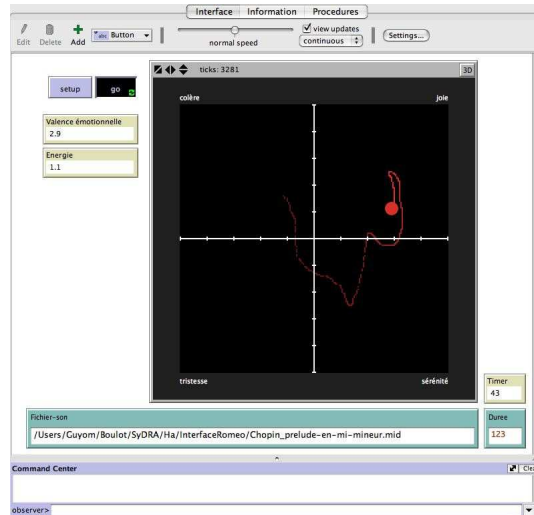 Interface Information Procedures
Edit Delete Add abc Button normal speed view updates continuous Settings...
ticks: 3281 3D
setup go
colère joie
Valence émotionnelle
2.9
Energie
1.1
tristesse sérénité
Timer
43
Fichier-son
/Users/Guyom/Boulot/SyDRA/Ha/InterfaceRomeo/Chopin_prelude-en-mi-mineur.mid
Duree
123
Command Center
observer>